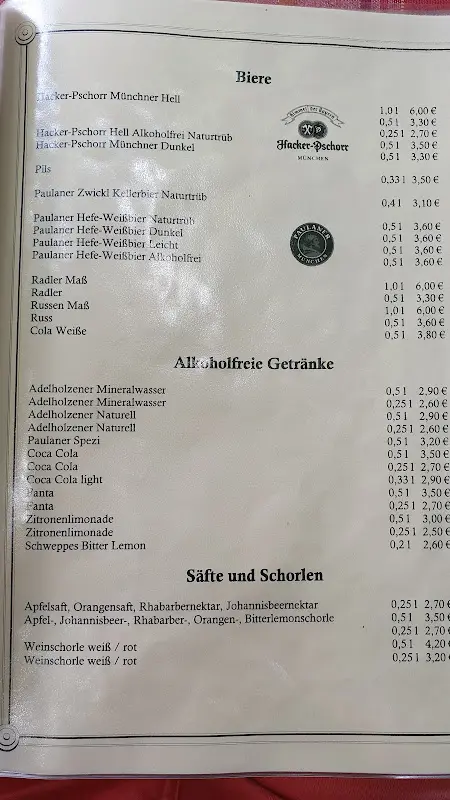 Biere
Hacker-Pschorr Münchner Hell
1,0 l 6,00 €
0,5 l 3,30 €
0,25 l 2,70 €
Hacker-Pschorr Hell Alkoholfrei Naturtrüb 0,5 l 3,50 €
Hacker-Pschorr Münchner Dunkel 0,5 l 3,30 €
Hacker-Pschorr
MÜNCHEN
Pils 0,33 l 3,50 €
Paulaner Zwickl Kellerbier Naturtrüb 0,4 l 3,10 €
Paulaner Hefe-Weißbier Naturtrüb 0,5 l 3,60 €
Paulaner Hefe-Weißbier Dunkel 0,5 l 3,60 €
Paulaner Hefe-Weißbier Leicht 0,5 l 3,60 €
Paulaner Hefe-Weißbier Alkoholfrei 0,5 l 3,60 €
PAULANER
MÜNCHEN
Radler Maß 1,0 l 6,00 €
Radler 0,5 l 3,30 €
Russen Maß 1,0 l 6,00 €
Russ 0,5 l 3,60 €
Cola Weiße 0,5 l 3,80 €
Alkoholfreie Getränke
Adelholzener Mineralwasser 0,5 l 2,90 €
Adelholzener Mineralwasser 0,25 l 2,60 €
Adelholzener Naturell 0,5 l 2,90 €
Adelholzener Naturell 0,25 l 2,60 €
Paulaner Spezi 0,5 l 3,20 €
Coca Cola 0,5 l 3,50 €
Coca Cola 0,25 l 2,70 €
Coca Cola light 0,33 l 2,90 €
Fanta 0,5 l 3,50 €
Fanta 0,25 l 2,70 €
Zitronenlimonade 0,5 l 3,00 €
Zitronenlimonade 0,25 l 2,50 €
Schweppes Bitter Lemon 0,2 l 2,60 €
Säfte und Schorlen
Apfelsaft, Orangensaft, Rhabarbernektar, Johannisbeernektar 0,25 l 2,70 €
Apfel-, Johannisbeer-, Rhabarber-, Orangen-, Bitterlemonschorle 0,5 l 3,50 €
0,25 l 2,70 €
Weinschorle weiß / rot 0,5 l 4,20 €
Weinschorle weiß / rot 0,25 l 3,20 €